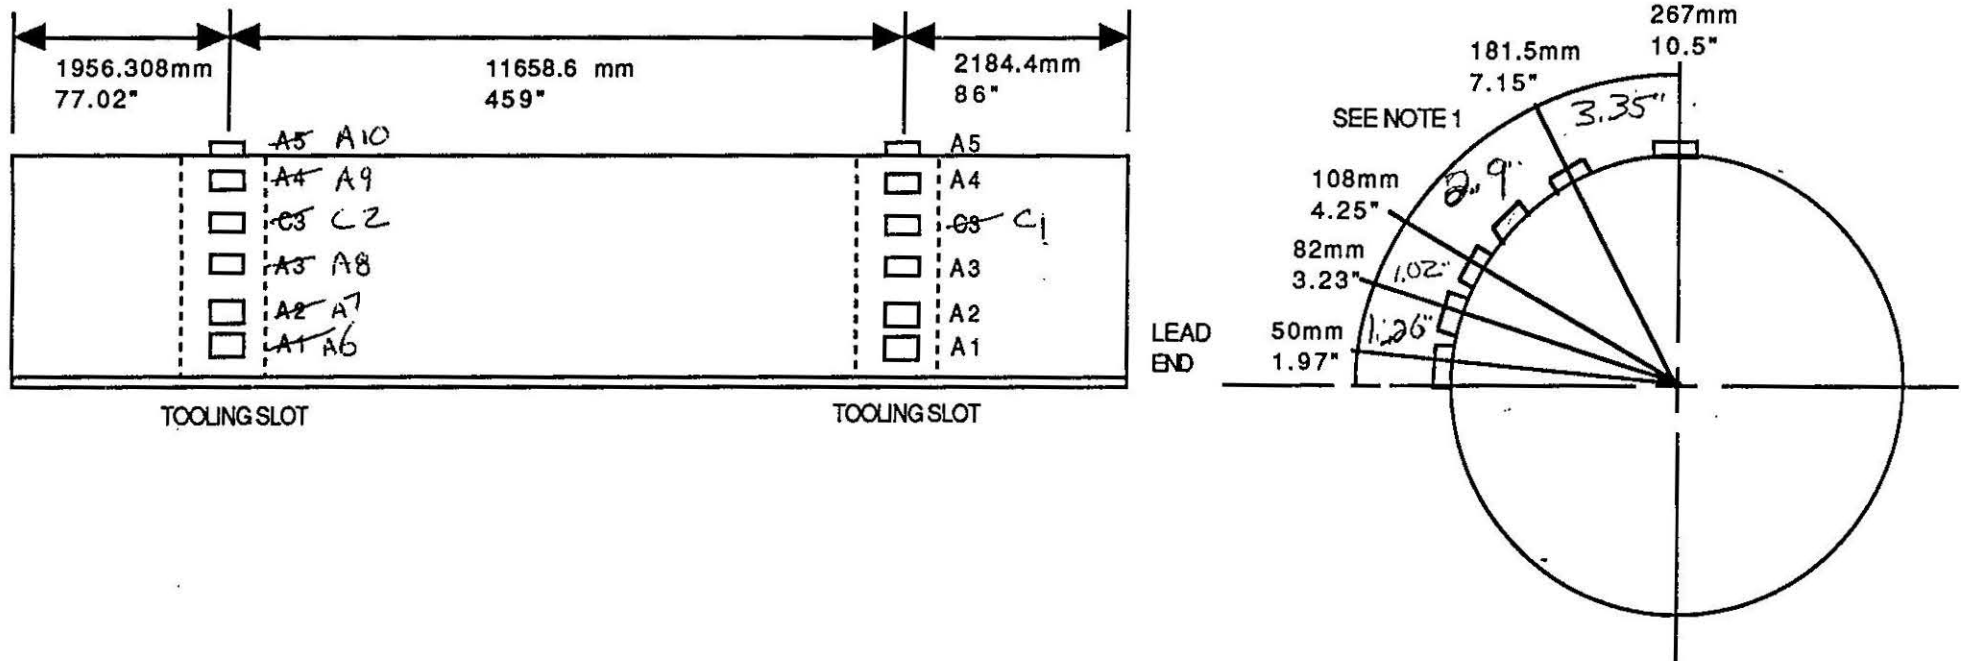 1956.308mm
77.02"
11658.6 mm
459"
2184.4mm
86"
A5 A10
A4 A9
C3 C2
A3 A8
A2 A7
A1 A6
A5
A4
C3 C1
A3
A2
A1
TOOLING SLOT
TOOLING SLOT
LEAD
END
267mm
10.5"
181.5mm
7.15"
3.35"
SEE NOTE 1
2.9"
108mm
4.25"
82mm
3.23"
1.02"
50mm
1.97"
1.26"